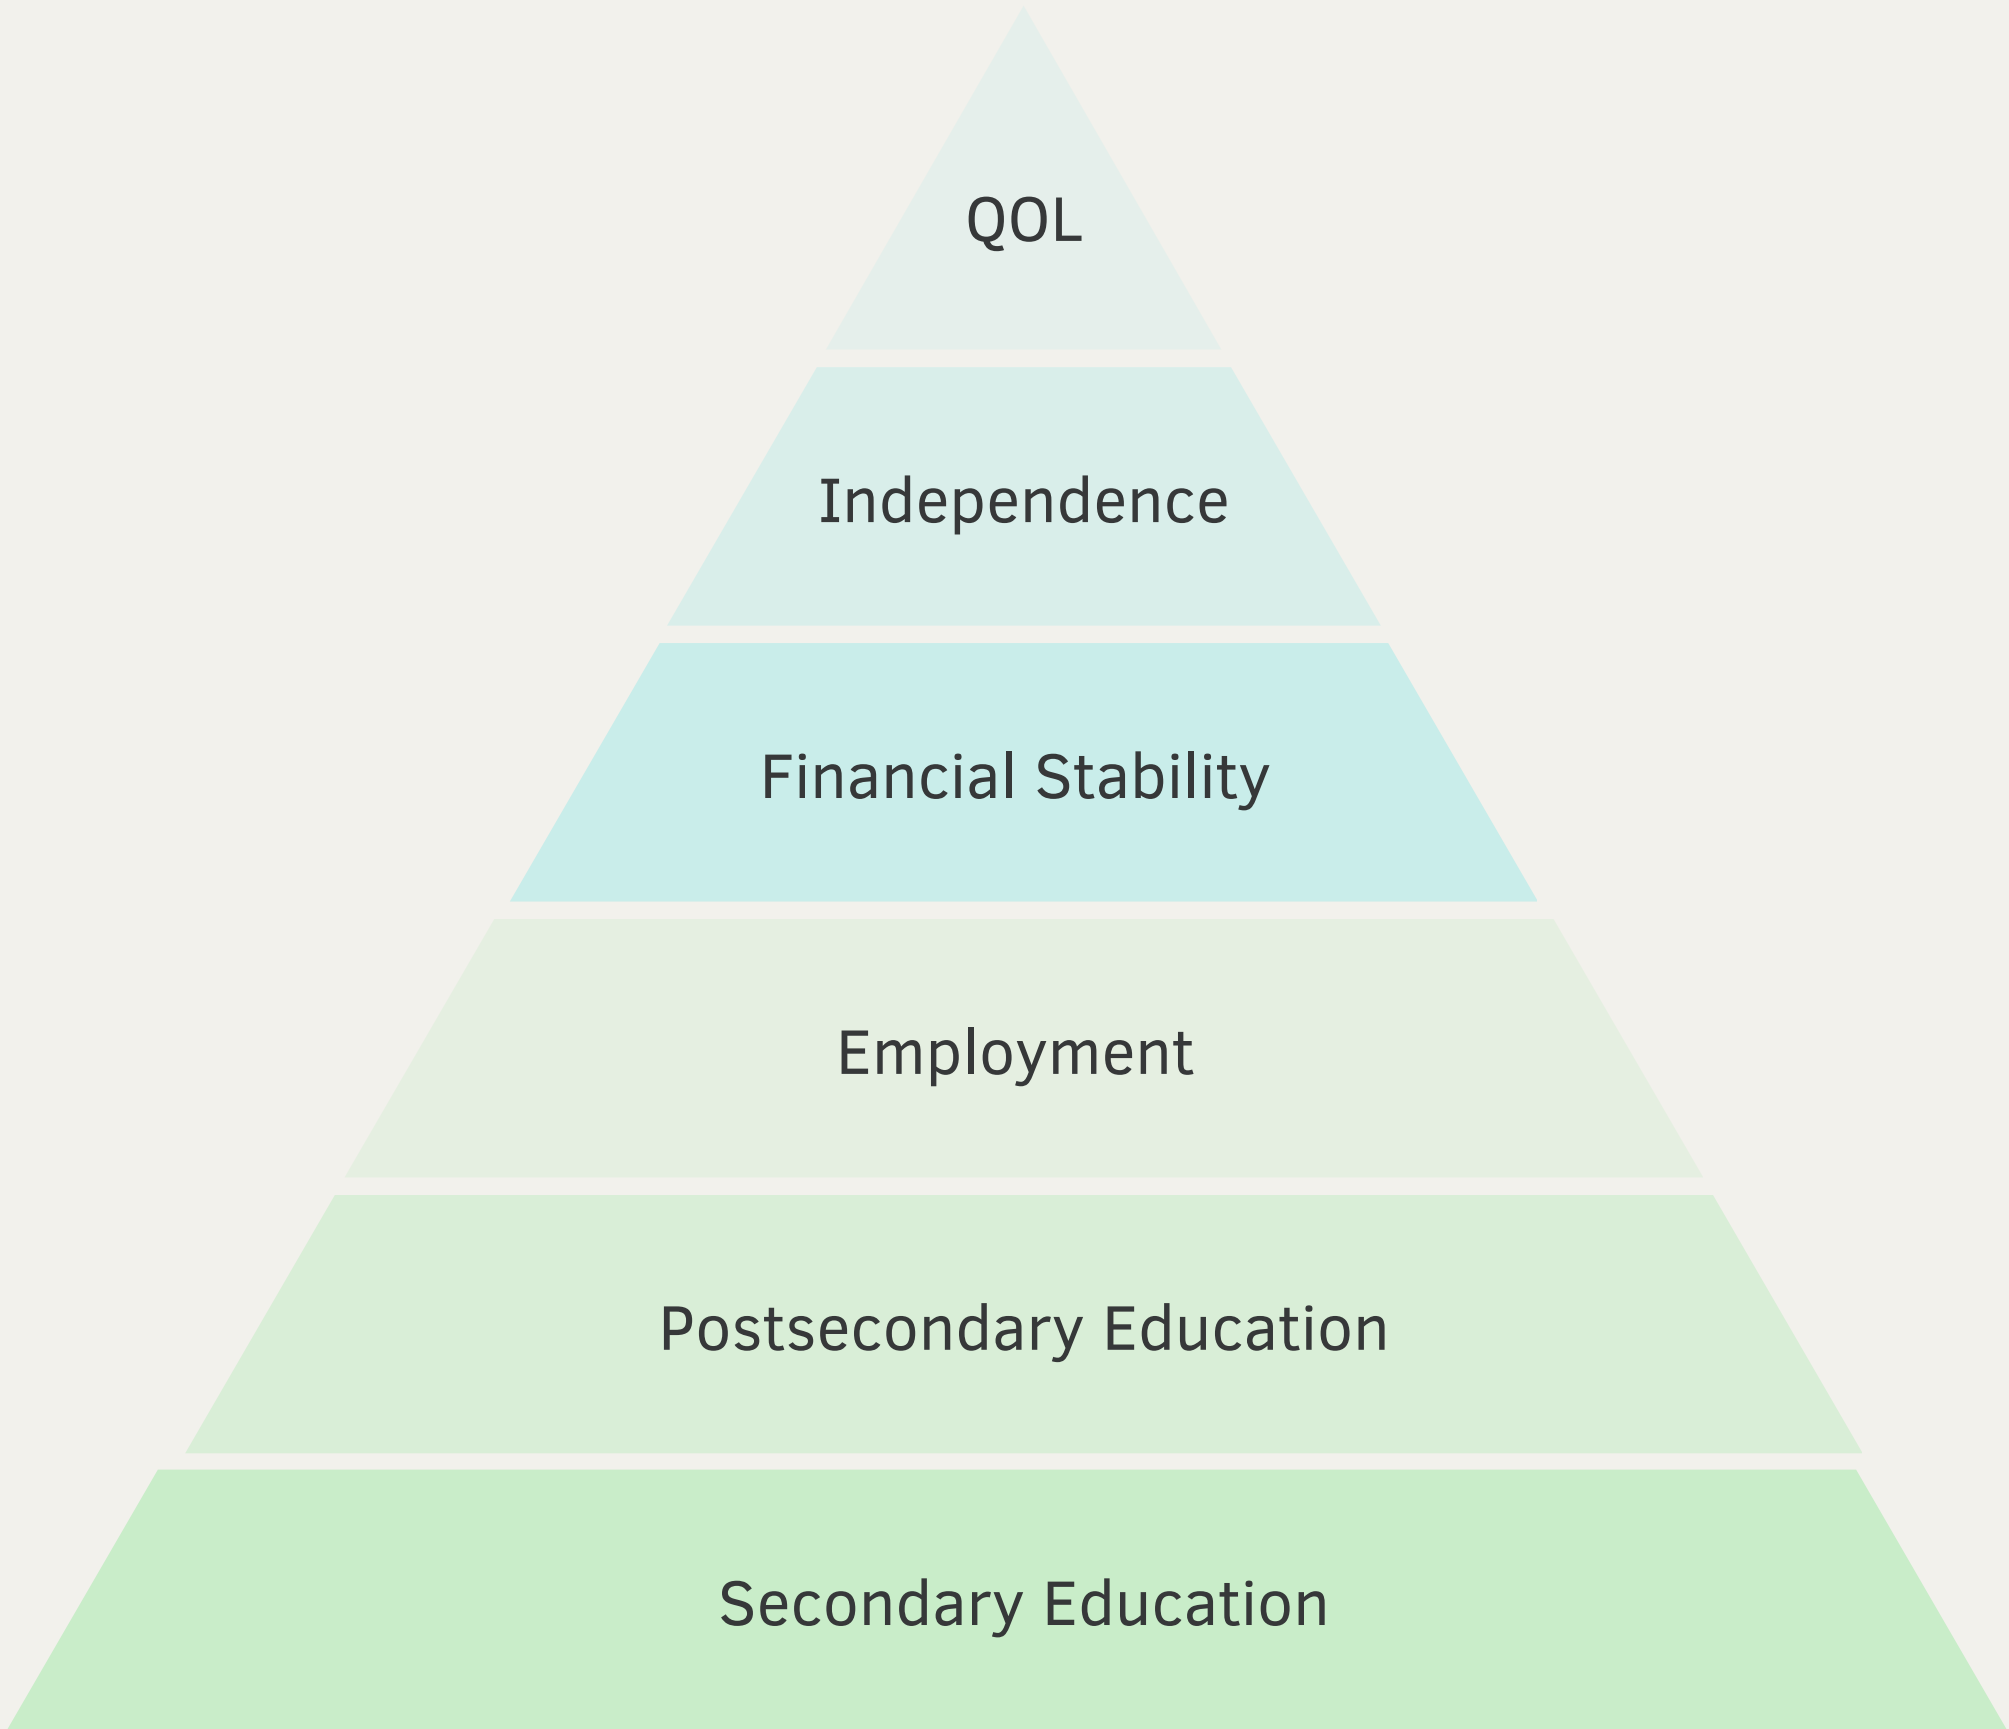 QOL
Independence
Financial Stability
Employment
Postsecondary Education
Secondary Education